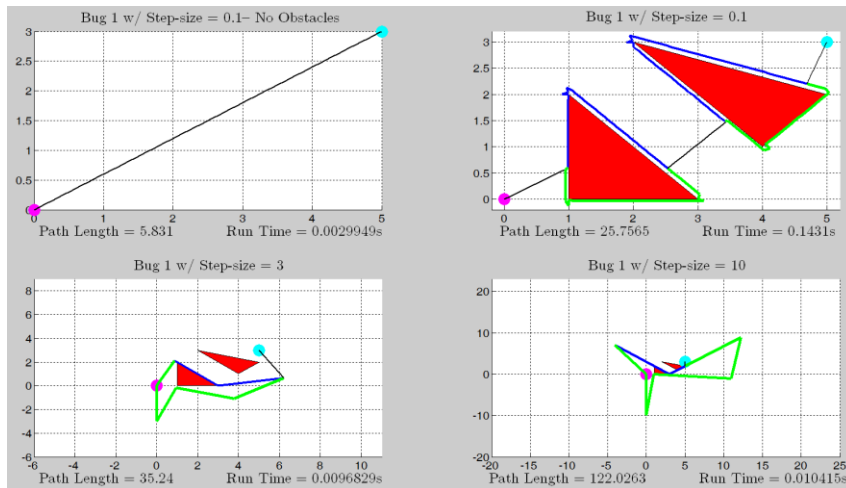 Bug 1 w/ Step-size = 0.1– No Obstacles
3
2.5
2
1.5
1
0.5
0
0 1 2 3 4 5
Path Length = 5.831 Run Time = 0.0029949s
Bug 1 w/ Step-size = 0.1
3
2.5
2
1.5
1
0.5
0
0 1 2 3 4 5
Path Length = 25.7565 Run Time = 0.1431s
Bug 1 w/ Step-size = 3
8
6
4
2
0
-2
-4
-6
-6 -4 -2 0 2 4 6 8 10
Path Length = 35.24 Run Time = 0.0096829s
Bug 1 w/ Step-size = 10
20
10
0
-10
-20
-20 -15 -10 -5 0 5 10 15 20 25
Path Length = 122.0263 Run Time = 0.010415s